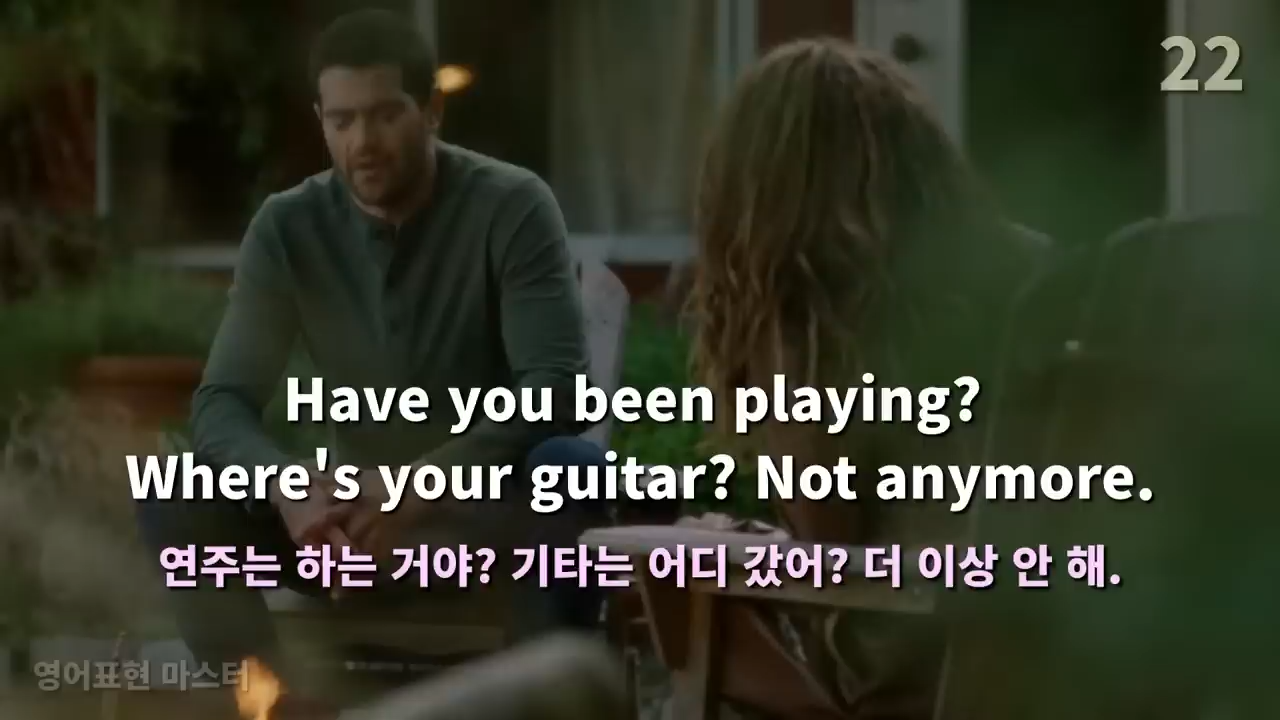 22
Have you been playing?
Where's your guitar? Not anymore.
연주는 하는 거야? 기타는 어디 갔어? 더 이상 안 해.
영어표현 마스터